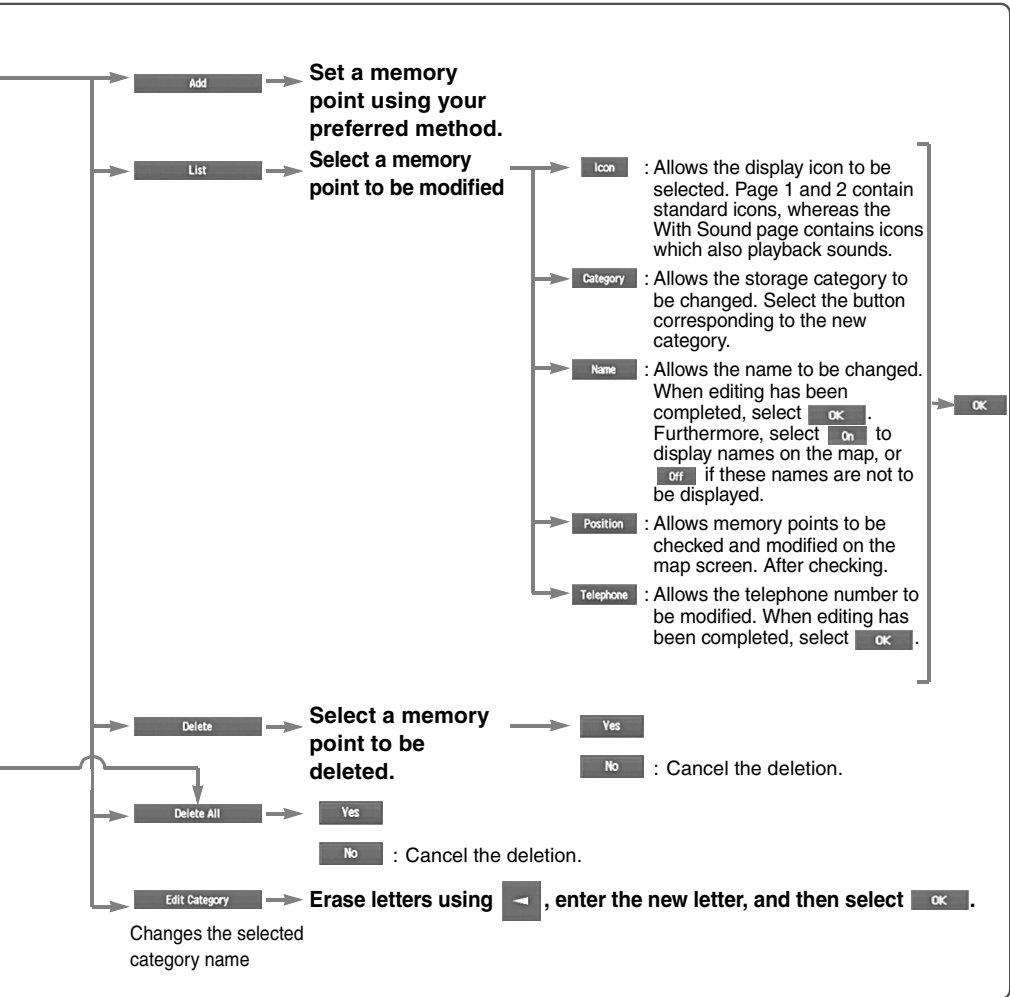 Add
Set a memory
point using your
preferred method.
List
Select a memory
point to be modified
Icon : Allows the display icon to be
selected. Page 1 and 2 contain
standard icons, whereas the
With Sound page contains icons
which also playback sounds.
Category : Allows the storage category to
be changed. Select the button
corresponding to the new
category.
Name : Allows the name to be changed.
When editing has been
completed, select OK .
Furthermore, select On to
display names on the map, or
Off if these names are not to
be displayed.
OK
Position : Allows memory points to be
checked and modified on the
map screen. After checking.
Telephone : Allows the telephone number to
be modified. When editing has
been completed, select OK .
Delete
Select a memory
point to be
deleted.
Yes
No : Cancel the deletion.
Delete All
Yes
No : Cancel the deletion.
Edit Category Erase letters using ◄ , enter the new letter, and then select OK .
Changes the selected
category name